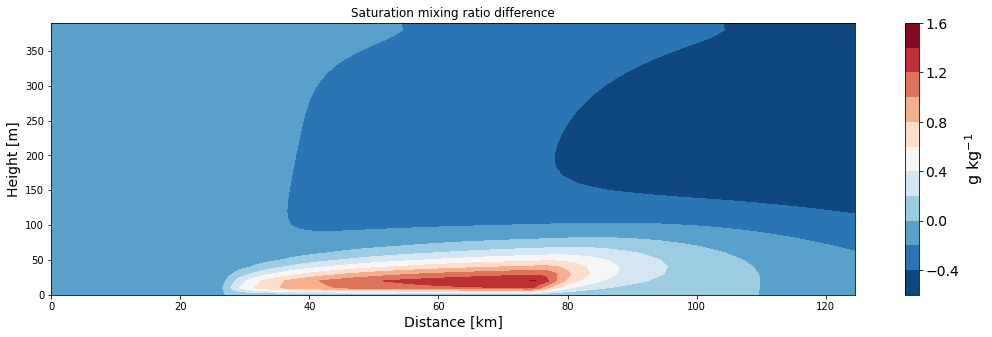 Saturation mixing ratio difference
Height [m]
350
300
250
200
150
100
50
0
0 20 40 60 80 100 120
Distance [km]
1.6
1.2
0.8
0.4
0.0
−0.4
g kg⁻¹